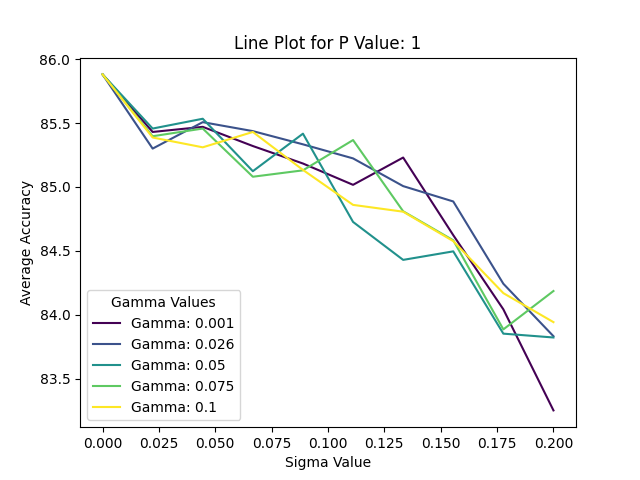 Line Plot for P Value: 1
86.0
85.5
85.0
84.5
84.0
83.5
Average Accuracy
Gamma Values
Gamma: 0.001
Gamma: 0.026
Gamma: 0.05
Gamma: 0.075
Gamma: 0.1
0.000 0.025 0.050 0.075 0.100 0.125 0.150 0.175 0.200
Sigma Value